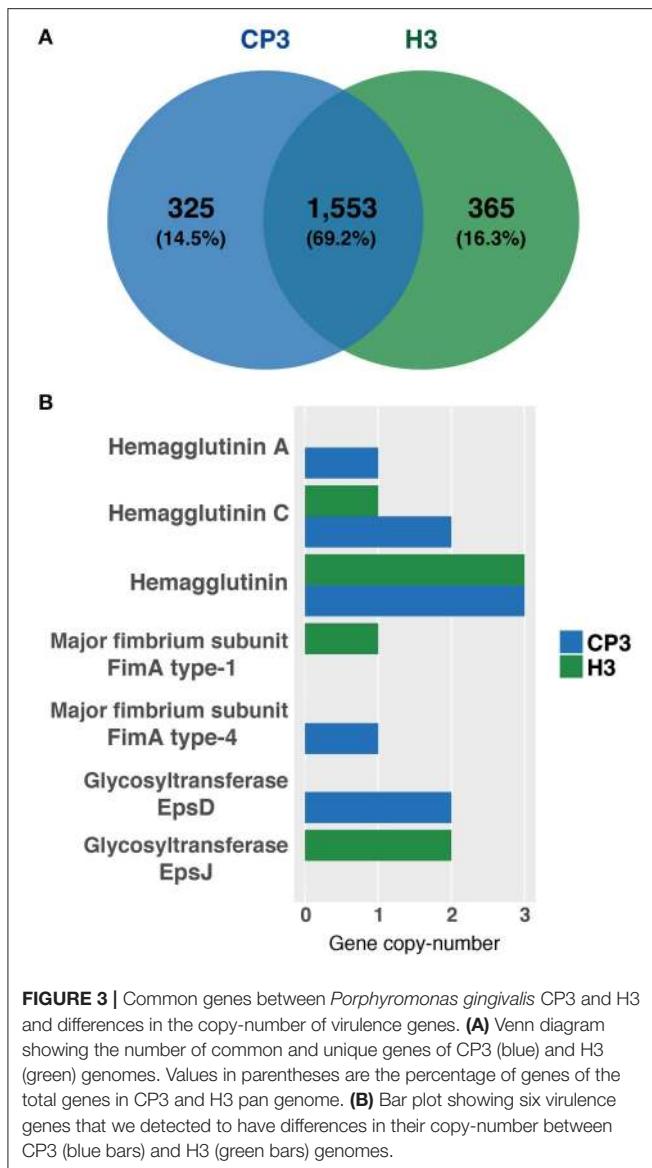 A
CP3 H3
325 1,553 365
(14.5%) (69.2%) (16.3%)
B
Hemagglutinin A
Hemagglutinin C
Hemagglutinin
Major fimbrium subunit
FimA type-1
Major fimbrium subunit
FimA type-4
Glycosyltransferase
EpsD
Glycosyltransferase
EpsJ
CP3
H3
0 1 2 3
Gene copy-number
FIGURE 3 | Common genes between Porphyromonas gingivalis CP3 and H3
and differences in the copy-number of virulence genes. (A) Venn diagram
showing the number of common and unique genes of CP3 (blue) and H3
(green) genomes. Values in parentheses are the percentage of genes of the
total genes in CP3 and H3 pan genome. (B) Bar plot showing six virulence
genes that we detected to have differences in their copy-number between
CP3 (blue bars) and H3 (green bars) genomes.